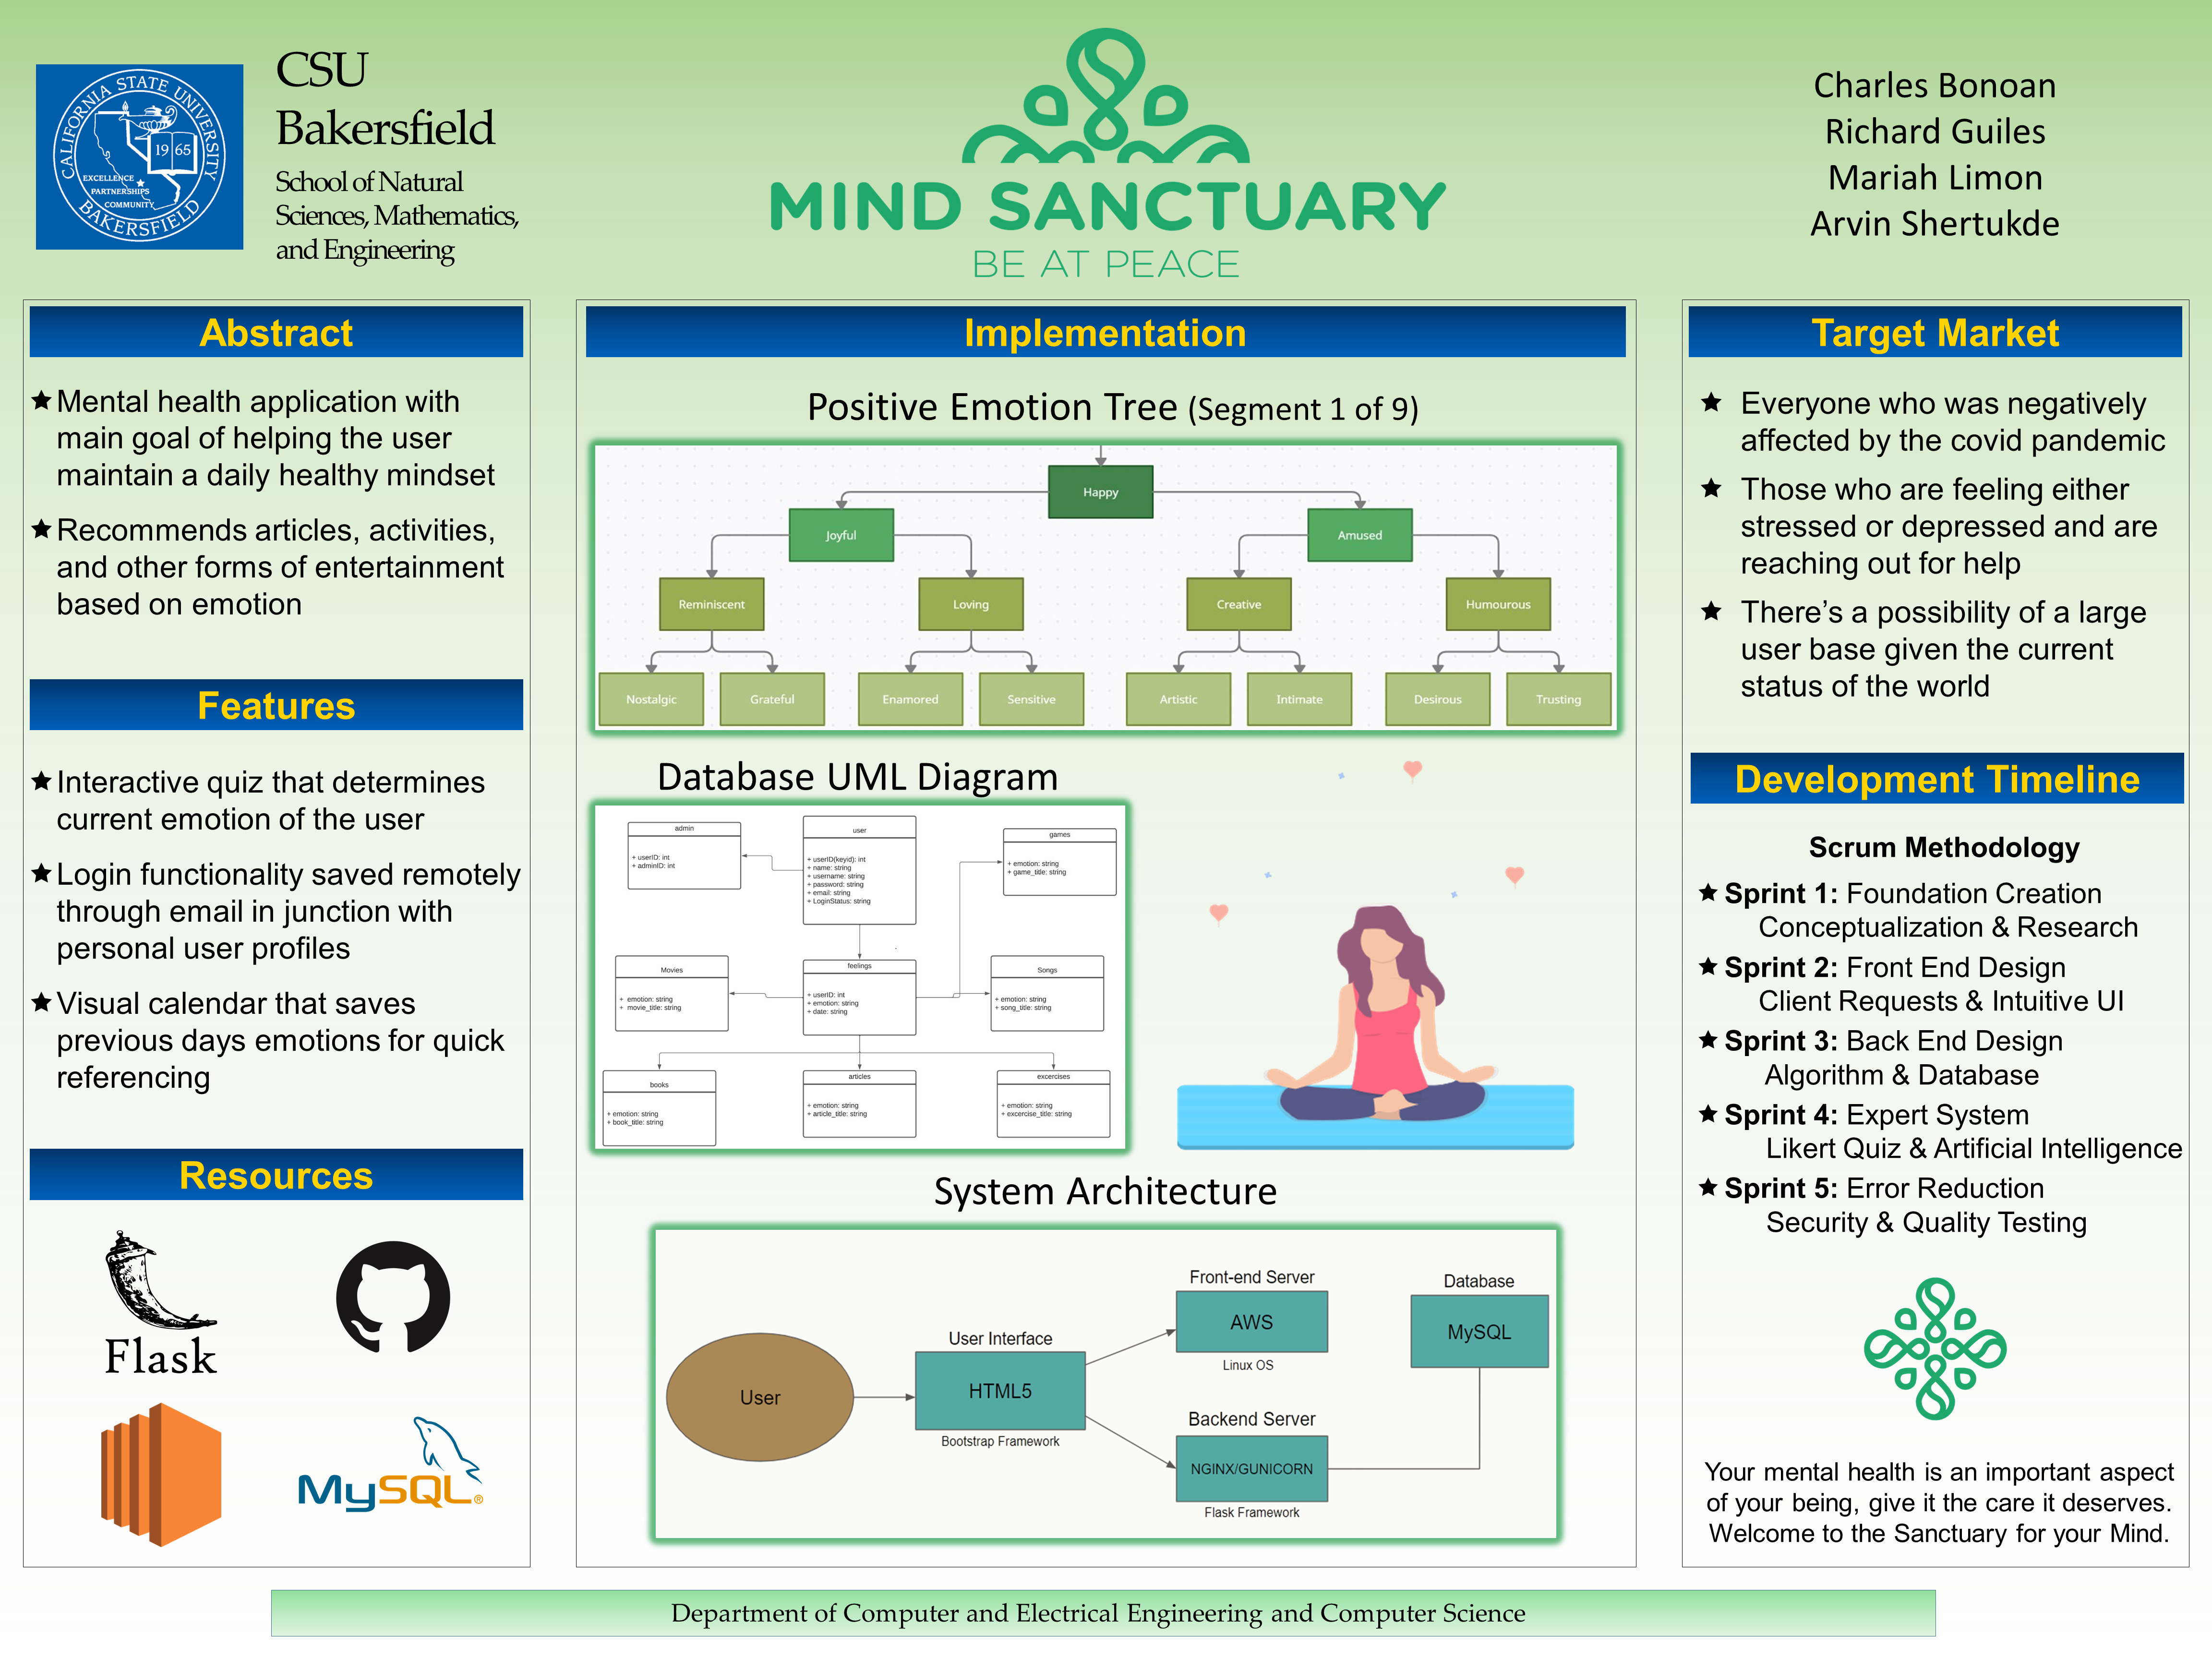 CALIFORNIA STATE UNIVERSITY
19 65
EXCELLENCE
PARTNERSHIPS
COMMUNITY
BAKERSFIELD
CSU
Bakersfield
School of Natural
Sciences, Mathematics,
and Engineering
MIND SANCTUARY
BE AT PEACE
Charles Bonoan
Richard Guiles
Mariah Limon
Arvin Shertukde
Abstract
Mental health application with
main goal of helping the user
maintain a daily healthy mindset
Recommends articles, activities,
and other forms of entertainment
based on emotion
Features
Interactive quiz that determines
current emotion of the user
Login functionality saved remotely
through email in junction with
personal user profiles
Visual calendar that saves
previous days emotions for quick
referencing
Resources
Flask
MySQL®
Implementation
Positive Emotion Tree (Segment 1 of 9)
Happy
Joyful
Amused
Reminiscent
Loving
Creative
Humourous
Nostalgic
Grateful
Enamored
Sensitive
Artistic
Intimate
Desirous
Trusting
Database UML Diagram
admin
+ userID: int
+ adminID: int
user
+ userID(keyid): int
+ name: string
+ username: string
+ password: string
+ email: string
+ LoginStatus: string
games
+ emotion: string
+ game_title: string
Movies
+ emotion: string
+ movie_title: string
feelings
+ userID: int
+ emotion: string
+ date: string
Songs
+ emotion: string
+ song_title: string
books
+ emotion: string
+ book_title: string
articles
+ emotion: string
+ article_title: string
excercises
+ emotion: string
+ excercise_title: string
System Architecture
User
User Interface
HTML5
Bootstrap Framework
Front-end Server
AWS
Linux OS
Backend Server
NGINX/GUNICORN
Flask Framework
Database
MySQL
Target Market
Everyone who was negatively
affected by the covid pandemic
Those who are feeling either
stressed or depressed and are
reaching out for help
There’s a possibility of a large
user base given the current
status of the world
Development Timeline
Scrum Methodology
Sprint 1: Foundation Creation
Conceptualization & Research
Sprint 2: Front End Design
Client Requests & Intuitive UI
Sprint 3: Back End Design
Algorithm & Database
Sprint 4: Expert System
Likert Quiz & Artificial Intelligence
Sprint 5: Error Reduction
Security & Quality Testing
Your mental health is an important aspect
of your being, give it the care it deserves.
Welcome to the Sanctuary for your Mind.
Department of Computer and Electrical Engineering and Computer Science